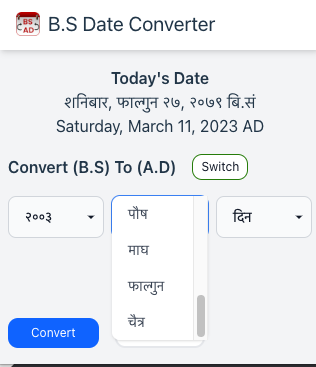 BS
AD
B.S Date Converter
Today's Date
शनिबार, फाल्गुन २७, २०७९ बि.सं
Saturday, March 11, 2023 AD
Convert (B.S) To (A.D)
Switch
२००३
दिन
पौष
माघ
फाल्गुन
चैत्र
Convert